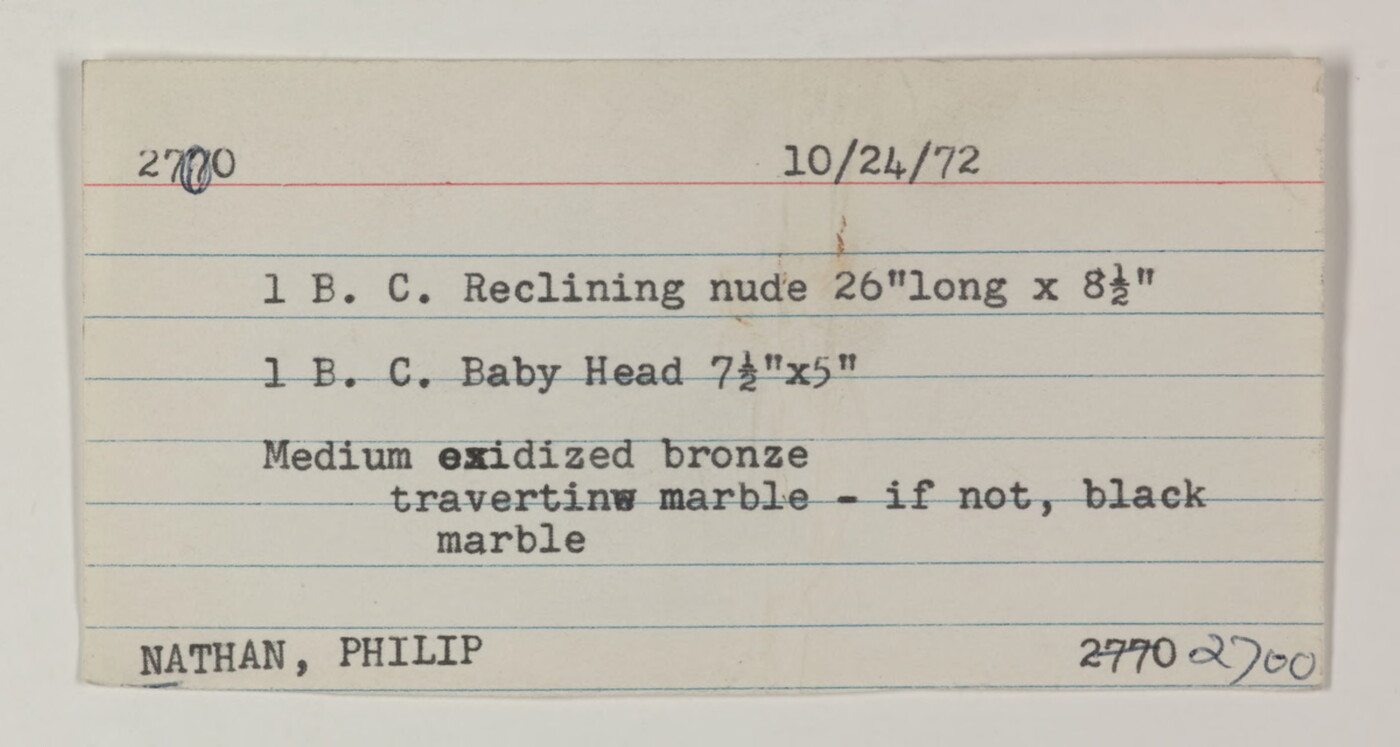 2700 10/24/72
1 B. C. Reclining nude 26"long x 8½"
1 B. C. Baby Head 7½"x5"
Medium oxidized bronze
travertine marble - if not, black
marble
NATHAN, PHILIP 2770 2700